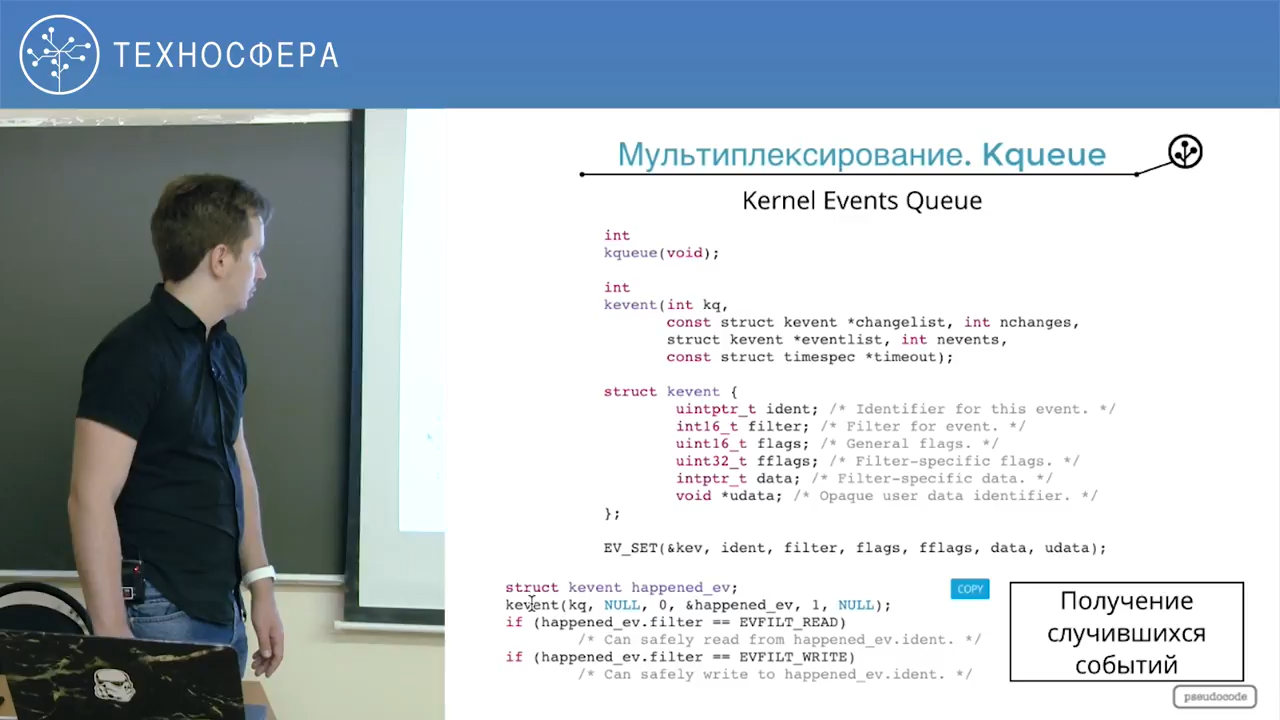 ТЕХНОСФЕРА
Мультиплексирование. Kqueue
Kernel Events Queue
int
kqueue(void);
int
kevent(int kq,
const struct kevent *changelist, int nchanges,
struct kevent *eventlist, int nevents,
const struct timespec *timeout);
struct kevent {
uintptr_t ident; /* Identifier for this event. */
int16_t filter; /* Filter for event. */
uint16_t flags; /* General flags. */
uint32_t fflags; /* Filter-specific flags. */
intptr_t data; /* Filter-specific data. */
void *udata; /* Opaque user data identifier. */
};
EV_SET(&kev, ident, filter, flags, fflags, data, udata);
struct kevent happened_ev;
kevent(kq, NULL, 0, &happened_ev, 1, NULL);
if (happened_ev.filter == EVFILT_READ)
/* Can safely read from happened_ev.ident. */
if (happened_ev.filter == EVFILT_WRITE)
/* Can safely write to happened_ev.ident. */
COPY
Получение
случившихся
событий
pseudocode